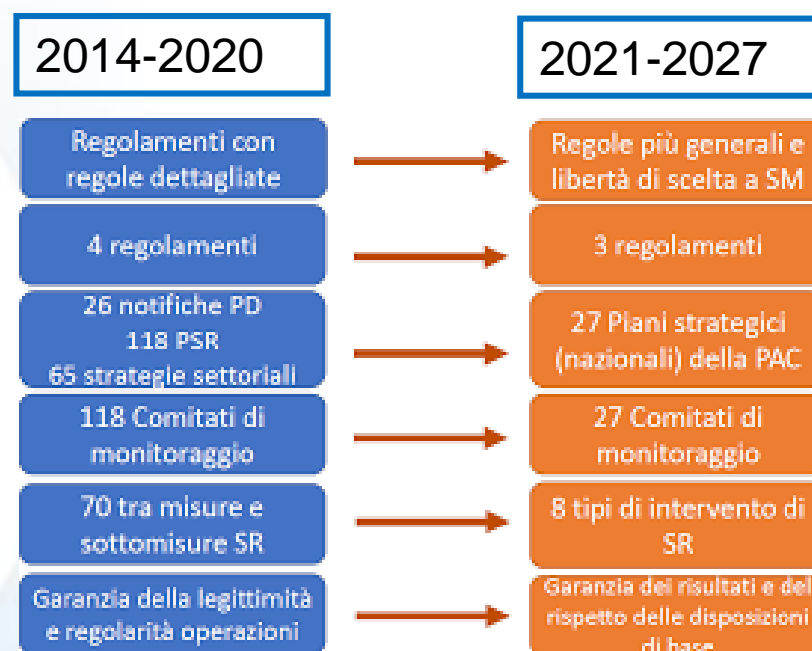 2014-2020
2021-2027
Regolamenti con
regole dettagliate
Regole più generali e
libertà di scelta a SM
4 regolamenti
3 regolamenti
26 notifiche PD
118 PSR
65 strategie settoriali
27 Piani strategici
(nazionali) della PAC
118 Comitati di
monitoraggio
27 Comitati di
monitoraggio
70 tra misure e
sottomisure SR
8 tipi di intervento di
SR
Garanzia della legittimità
e regolarità operazioni
Garanzia dei risultati e del
rispetto delle disposizioni
di base